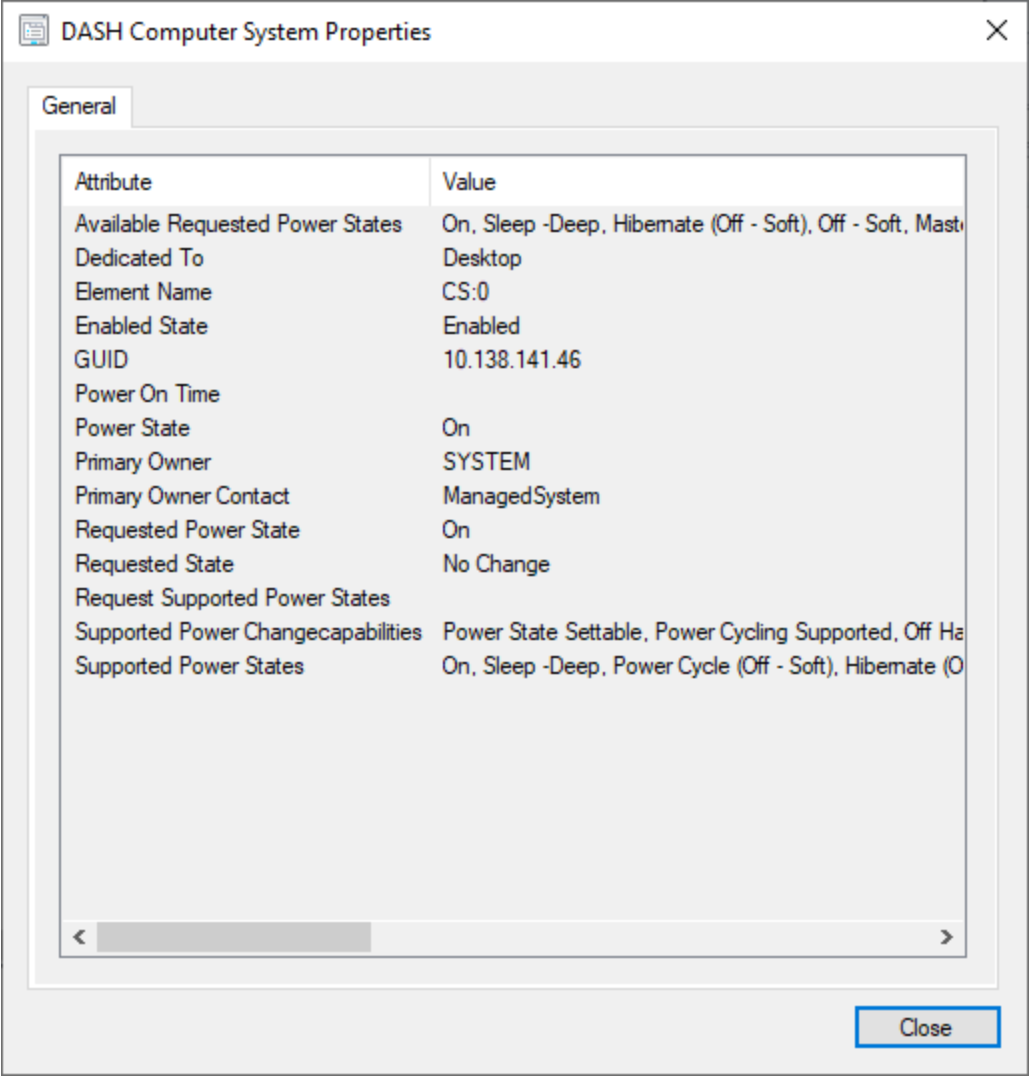 DASH Computer System Properties
General
Attribute Value
Available Requested Power States On, Sleep -Deep, Hibernate (Off - Soft), Off - Soft, Mast
Dedicated To Desktop
Element Name CS:0
Enabled State Enabled
GUID 10.138.141.46
Power On Time
Power State On
Primary Owner SYSTEM
Primary Owner Contact ManagedSystem
Requested Power State On
Requested State No Change
Request Supported Power States
Supported Power Changecapabilities Power State Settable, Power Cycling Supported, Off Ha
Supported Power States On, Sleep -Deep, Power Cycle (Off - Soft), Hibernate (O
Close